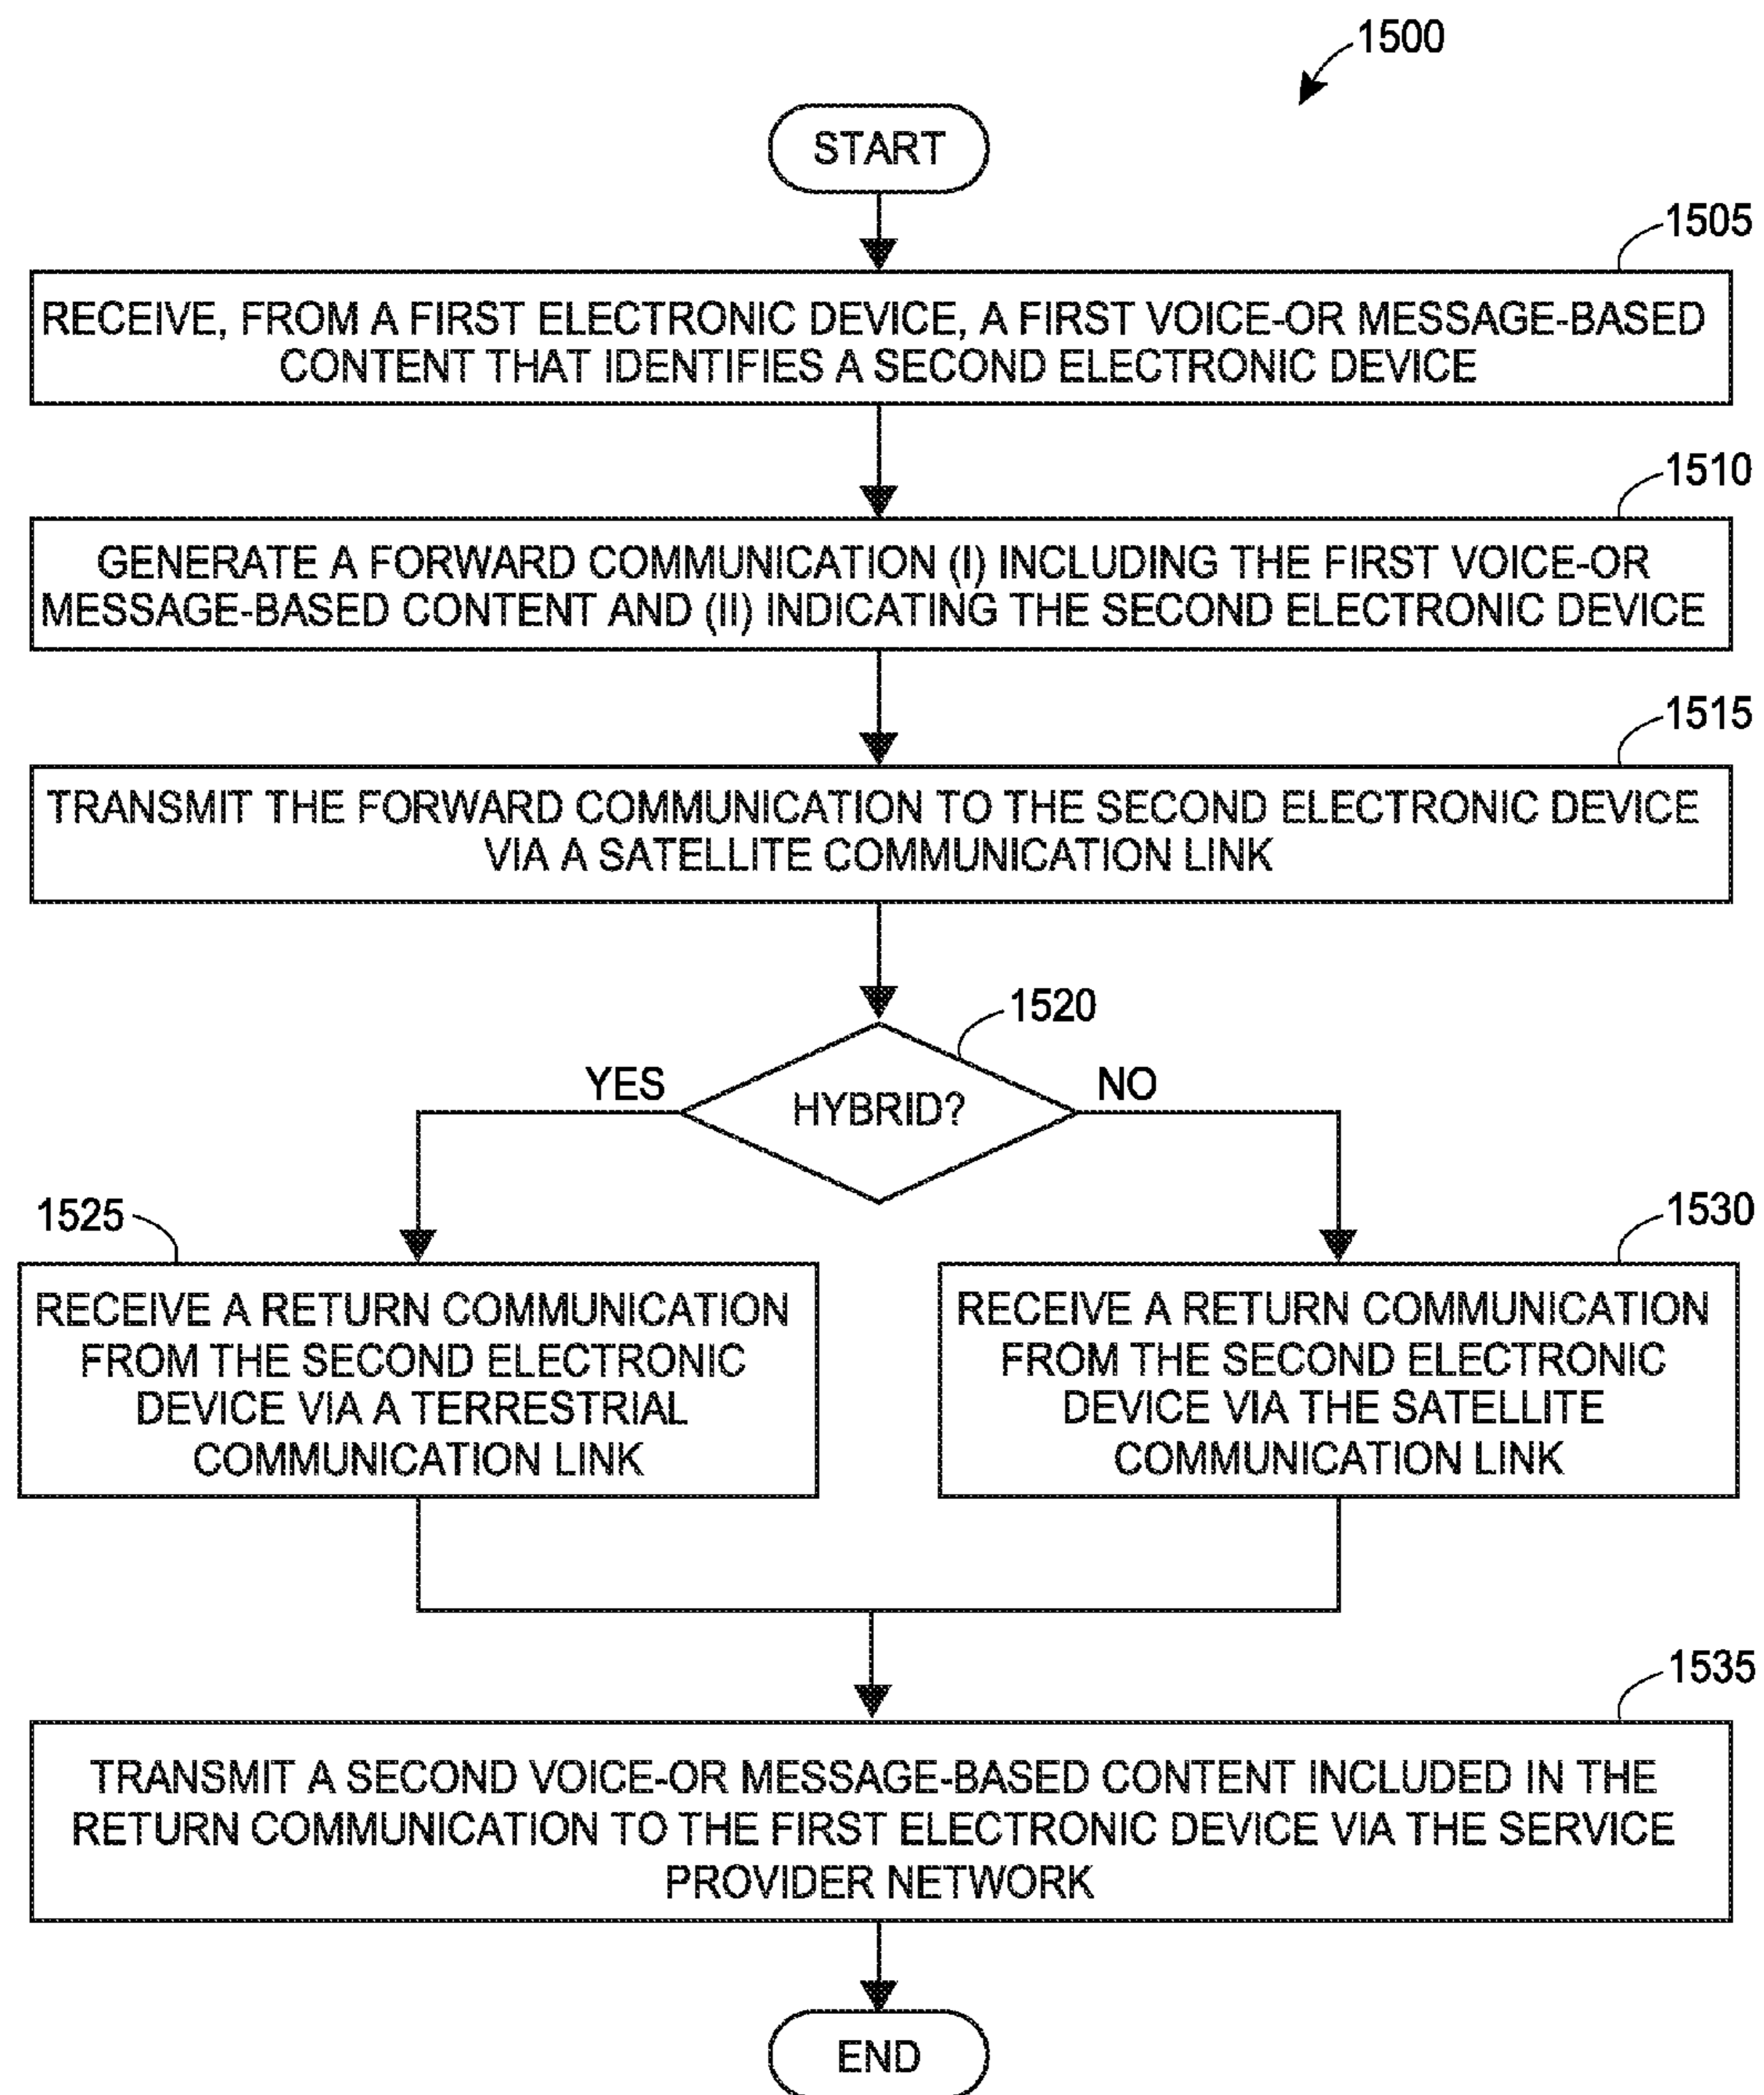 1500
START
1505
RECEIVE, FROM A FIRST ELECTRONIC DEVICE, A FIRST VOICE-OR MESSAGE-BASED
CONTENT THAT IDENTIFIES A SECOND ELECTRONIC DEVICE
1510
GENERATE A FORWARD COMMUNICATION (I) INCLUDING THE FIRST VOICE-OR
MESSAGE-BASED CONTENT AND (II) INDICATING THE SECOND ELECTRONIC DEVICE
1515
TRANSMIT THE FORWARD COMMUNICATION TO THE SECOND ELECTRONIC DEVICE
VIA A SATELLITE COMMUNICATION LINK
1520
YES
HYBRID?
NO
1525
RECEIVE A RETURN COMMUNICATION
FROM THE SECOND ELECTRONIC
DEVICE VIA A TERRESTRIAL
COMMUNICATION LINK
1530
RECEIVE A RETURN COMMUNICATION
FROM THE SECOND ELECTRONIC
DEVICE VIA THE SATELLITE
COMMUNICATION LINK
1535
TRANSMIT A SECOND VOICE-OR MESSAGE-BASED CONTENT INCLUDED IN THE
RETURN COMMUNICATION TO THE FIRST ELECTRONIC DEVICE VIA THE SERVICE
PROVIDER NETWORK
END